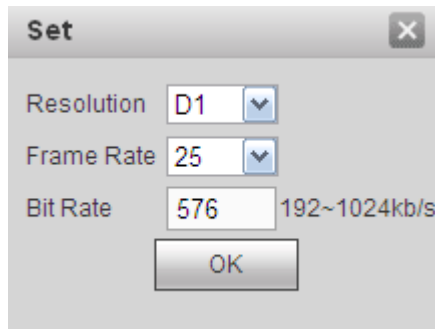 Set
Resolution D1
Frame Rate 25
Bit Rate 576 192~1024kb/s
OK